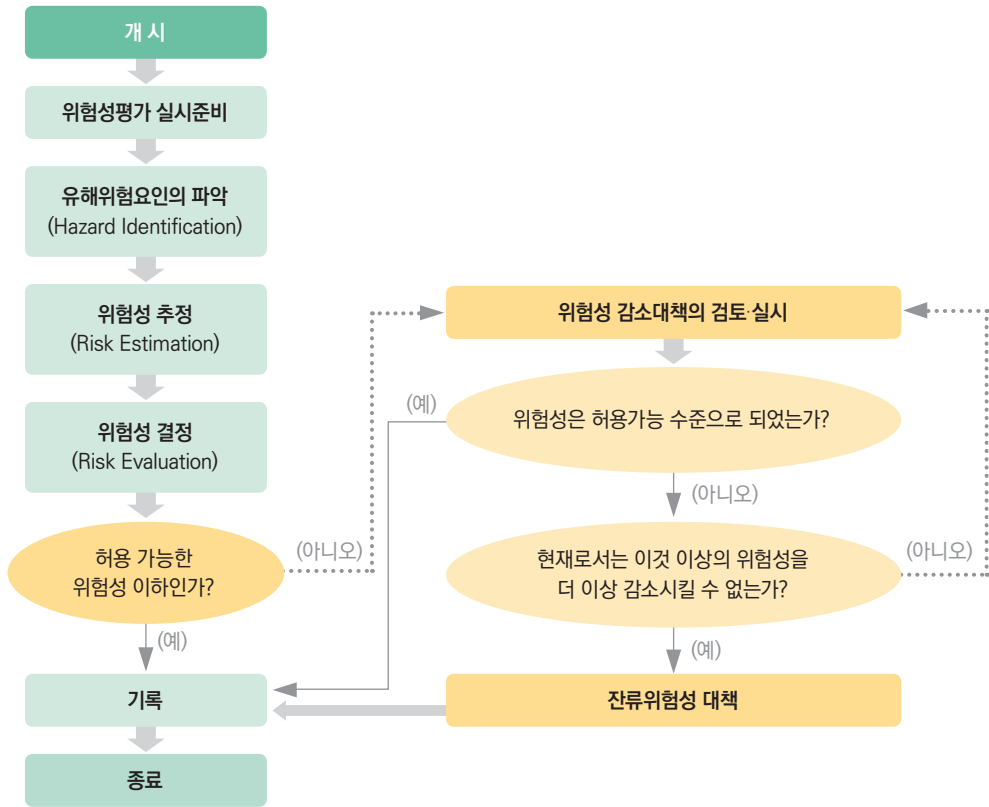 개 시
위험성평가 실시준비
유해위험요인의 파악
(Hazard Identification)
위험성 추정
(Risk Estimation)
위험성 결정
(Risk Evaluation)
허용 가능한
위험성 이하인가?
(아니오)
(예)
기록
종료
위험성 감소대책의 검토·실시
(예)
위험성은 허용가능 수준으로 되었는가?
(아니오)
현재로서는 이것 이상의 위험성을
더 이상 감소시킬 수 없는가?
(아니오)
(예)
잔류위험성 대책